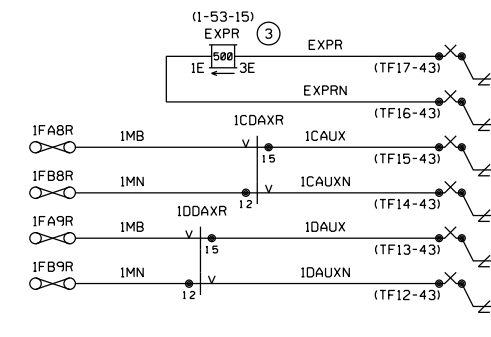 (1-53-15)
EXPR
3
500
EXPR
1E 3E
(TF17-43)
EXPRN
(TF16-43)
1CDAXR
1FA8R
1MB
V
1CAUX
15
(TF15-43)
1FB8R
1MN
V
1CAUXN
12
(TF14-43)
1DDAXR
1FA9R
1MB
V
1DAUX
15
(TF13-43)
1FB9R
1MN
V
1DAUXN
12
(TF12-43)